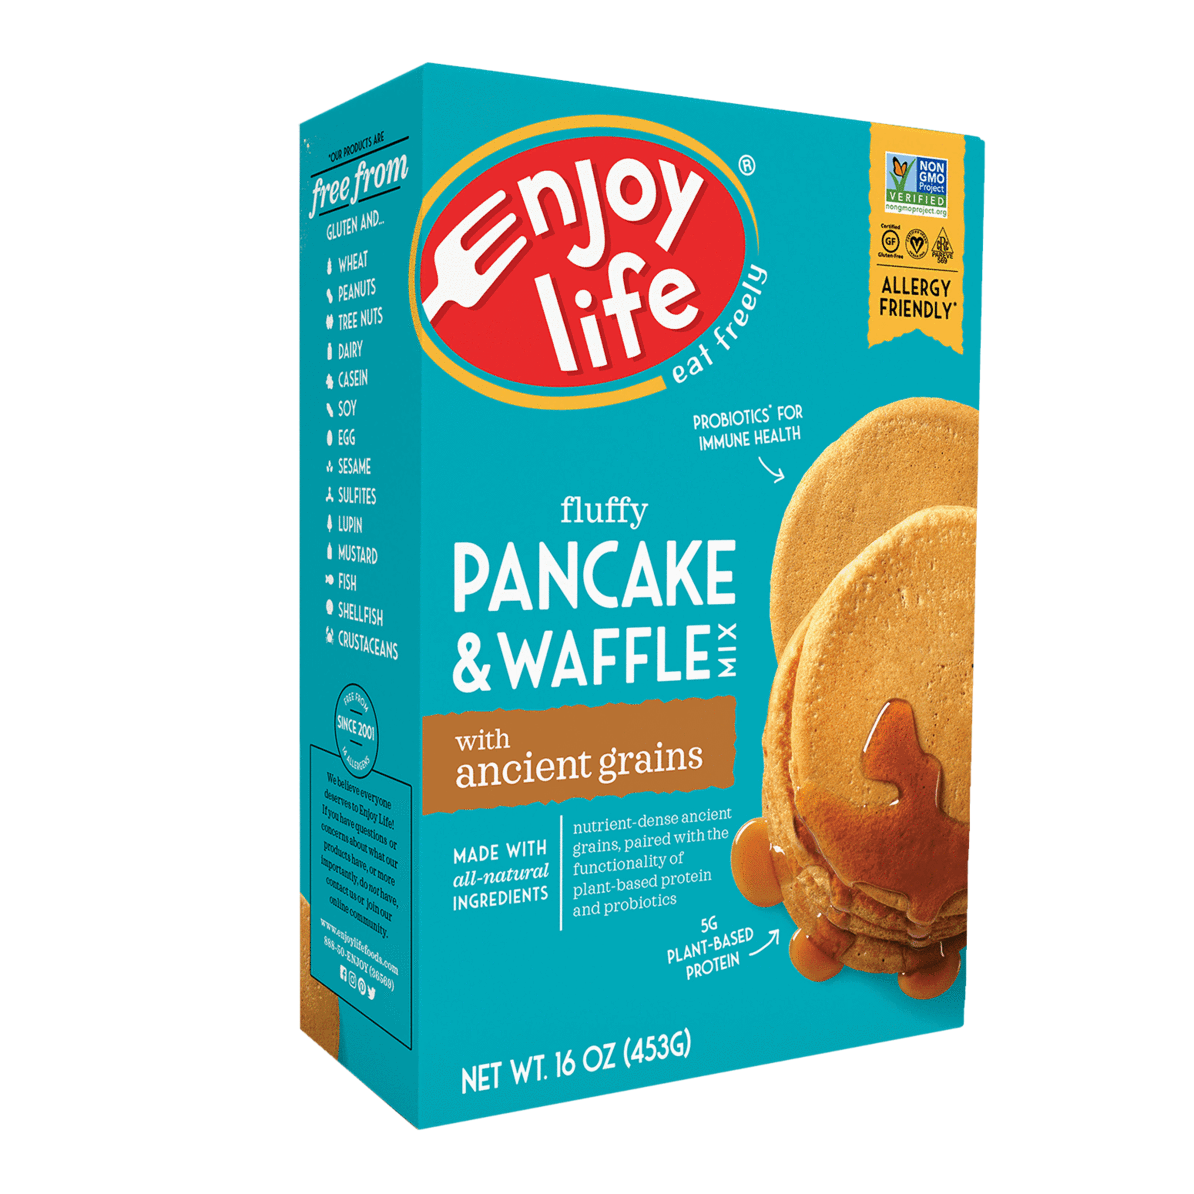 *OUR PRODUCTS ARE
free from
GLUTEN AND...
WHEAT
PEANUTS
TREE NUTS
DAIRY
CASEIN
SOY
EGG
SESAME
SULFITES
LUPIN
MUSTARD
FISH
SHELLFISH
CRUSTACEANS
FREE FROM
SINCE 2001
14 ALLERGENS
We believe everyone
deserves to Enjoy Life!
If you have questions or
concerns about what our
products have, or more
importantly, do not have,
contact us or join our
online community.
www.enjoylifefoods.com
888-50-ENJOY (36569)
Enjoy
life
®
eat freely
NON
GMO
Project
VERIFIED
nongmoproject.org
Certified
GF
Gluten-free
PAREVE
569
ALLERGY
FRIENDLY*
PROBIOTICS* FOR
IMMUNE HEALTH
fluffy
PANCAKE
& WAFFLE
MIX
with
ancient grains
MADE WITH
all-natural
INGREDIENTS
nutrient-dense ancient
grains, paired with the
functionality of
plant-based protein
and probiotics
5G
PLANT-BASED
PROTEIN
NET WT. 16 OZ (453G)